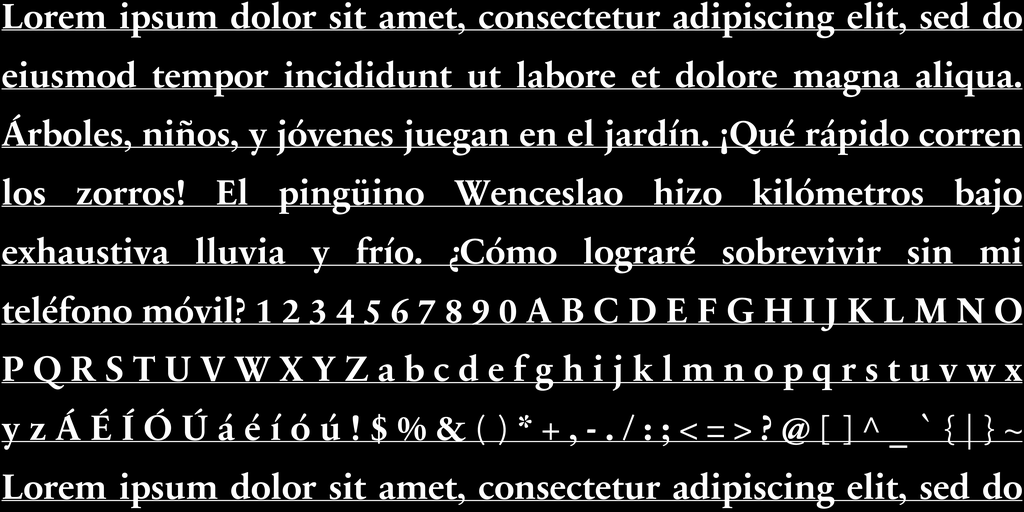 Lorem ipsum dolor sit amet, consectetur adipiscing elit, sed do
eiusmod tempor incididunt ut labore et dolore magna aliqua.
Árboles, niños, y jóvenes juegan en el jardín. ¡Qué rápido corren
los zorros! El pingüino Wenceslao hizo kilómetros bajo
exhaustiva lluvia y frío. ¿Cómo lograré sobrevivir sin mi
teléfono móvil? 1 2 3 4 5 6 7 8 9 0 A B C D E F G H I J K L M N O
P Q R S T U V W X Y Z a b c d e f g h i j k l m n o p q r s t u v w x
y z Á É Í Ó Ú á é í ó ú ! $ % & ( ) * + , - . / : ; < = > ? @ [ ] ^ _ ` { | } ~
Lorem ipsum dolor sit amet, consectetur adipiscing elit, sed do